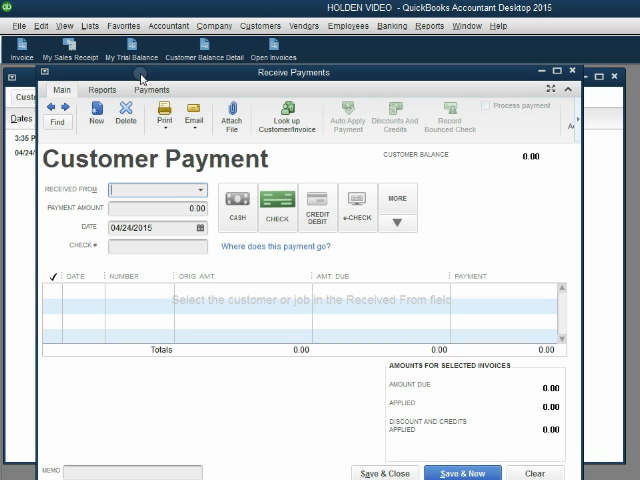 qb
HOLDEN VIDEO - QuickBooks Accountant Desktop 2015
File Edit View Lists Favorites Accountant Company Customers Vendors Employees Banking Reports Window Help
Invoice My Sales Receipt My Trial Balance Customer Balance Detail Open Invoices
Receive Payments
Main Reports Payments
Find New Delete Print Email Attach File Look up Customer/Invoice Auto Apply Payment Discounts And Credits Record Bounced Check Process payment
Customer Payment
CUSTOMER BALANCE 0.00
RECEIVED FROM
PAYMENT AMOUNT 0.00
DATE 04/24/2015
CHECK #
CASH CHECK CREDIT DEBIT e-CHECK MORE
Where does this payment go?
DATE NUMBER ORIG. AMT. AMT. DUE PAYMENT
Select the customer or job in the Received From field
Totals 0.00 0.00 0.00
AMOUNTS FOR SELECTED INVOICES
AMOUNT DUE 0.00
APPLIED 0.00
DISCOUNT AND CREDITS APPLIED 0.00
MEMO
Save & Close Save & New Clear
Custo
Dates
3:35 P
04/24/